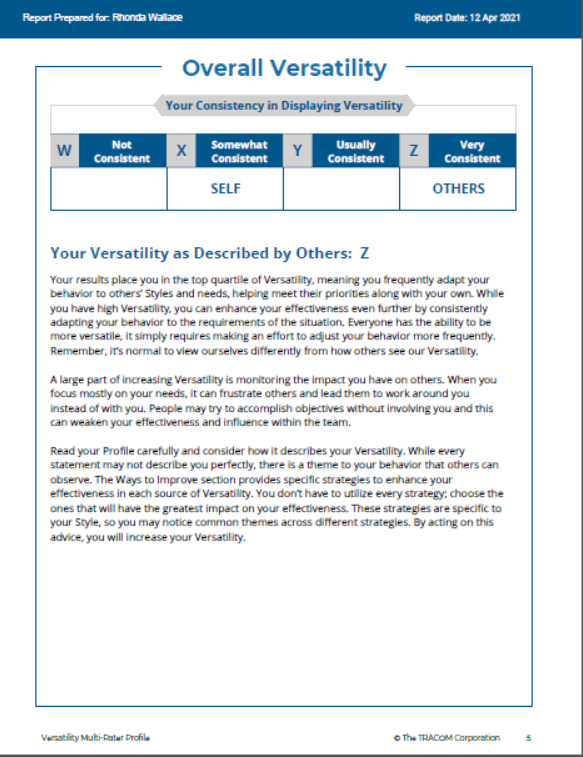 Report Prepared for: Rhonda Wallace
Report Date: 12 Apr 2021
Overall Versatility
Your Consistency in Displaying Versatility
W
Not
Consistent
X
Somewhat
Consistent
Y
Usually
Consistent
Z
Very
Consistent
SELF
OTHERS
Your Versatility as Described by Others: Z
Your results place you in the top quartile of Versatility, meaning you frequently adapt your
behavior to others' Styles and needs, helping meet their priorities along with your own. While
you have high Versatility, you can enhance your effectiveness even further by consistently
adapting your behavior to the requirements of the situation. Everyone has the ability to be
more versatile, it simply requires making an effort to adjust your behavior more frequently.
Remember, it's normal to view ourselves differently from how others see our Versatility.
A large part of increasing Versatility is monitoring the impact you have on others. When you
focus mostly on your needs, it can frustrate others and lead them to work around you
instead of with you. People may try to accomplish objectives without involving you and this
can weaken your effectiveness and influence within the team.
Read your Profile carefully and consider how it describes your Versatility. While every
statement may not describe you perfectly, there is a theme to your behavior that others can
observe. The Ways to Improve section provides specific strategies to enhance your
effectiveness in each source of Versatility. You don't have to utilize every strategy; choose the
ones that will have the greatest impact on your effectiveness. These strategies are specific to
your Style, so you may notice common themes across different strategies. By acting on this
advice, you will increase your Versatility.
Versatility Multi-Rater Profile
© The TRACOM Corporation
5